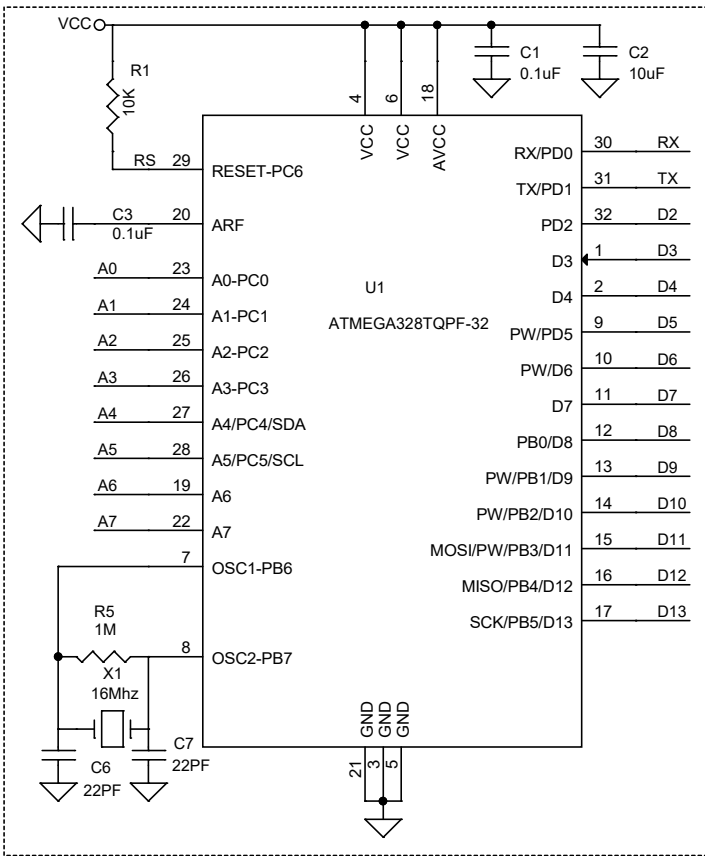 VCC
R1
10K
C1
0.1uF
C2
10uF
4
6
18
VCC
VCC
AVCC
RS
29
RESET-PC6
C3
0.1uF
20
ARF
A0
23
A0-PC0
A1
24
A1-PC1
A2
25
A2-PC2
A3
26
A3-PC3
A4
27
A4/PC4/SDA
A5
28
A5/PC5/SCL
A6
19
A6
A7
22
A7
7
OSC1-PB6
R5
1M
8
OSC2-PB7
X1
16Mhz
C6
22PF
C7
22PF
U1
ATMEGA328TQPF-32
RX/PD0
30
RX
TX/PD1
31
TX
PD2
32
D2
D3
1
D3
D4
2
D4
PW/PD5
9
D5
PW/D6
10
D6
D7
11
D7
PB0/D8
12
D8
PW/PB1/D9
13
D9
PW/PB2/D10
14
D10
MOSI/PW/PB3/D11
15
D11
MISO/PB4/D12
16
D12
SCK/PB5/D13
17
D13
GND
GND
GND
21
3
5